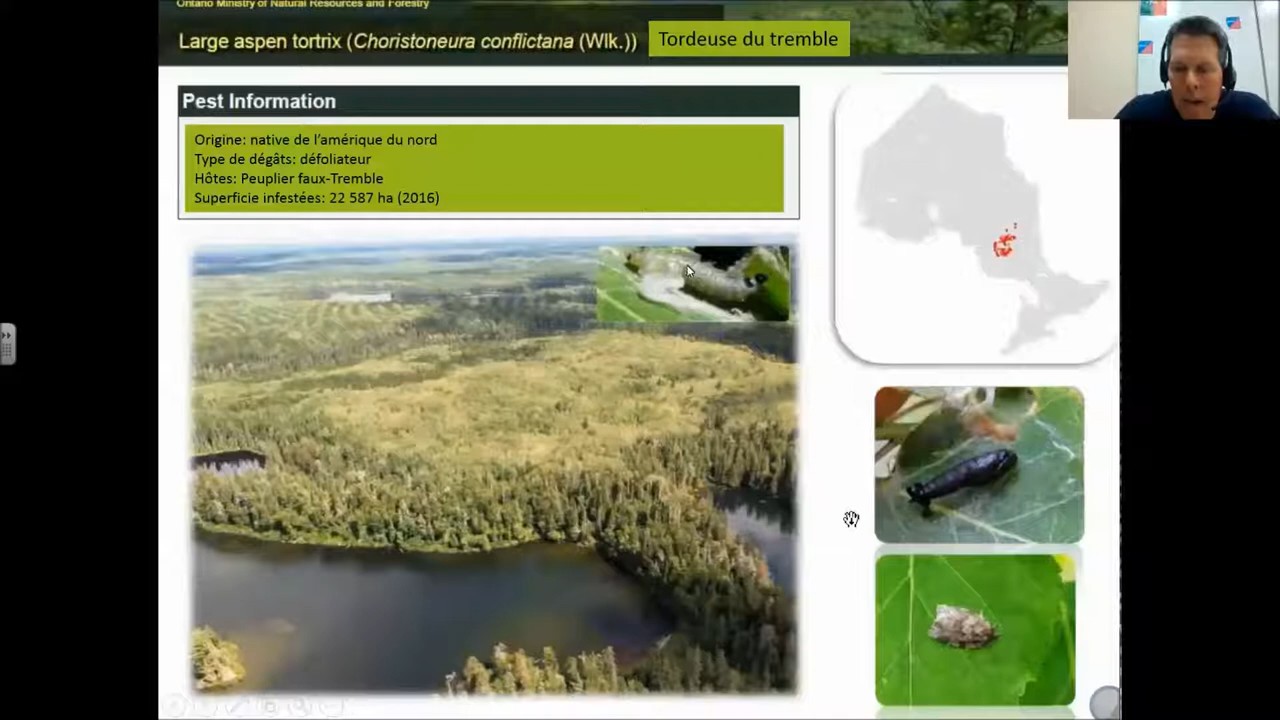 Ontario Ministry of Natural Resources and Forestry
Large aspen tortrix (Choristoneura conflictana (Wlk.))
Tordeuse du tremble
Pest Information
Origine: native de l'amérique du nord
Type de dégâts: défoliateur
Hôtes: Peuplier faux-Tremble
Superficie infestées: 22 587 ha (2016)